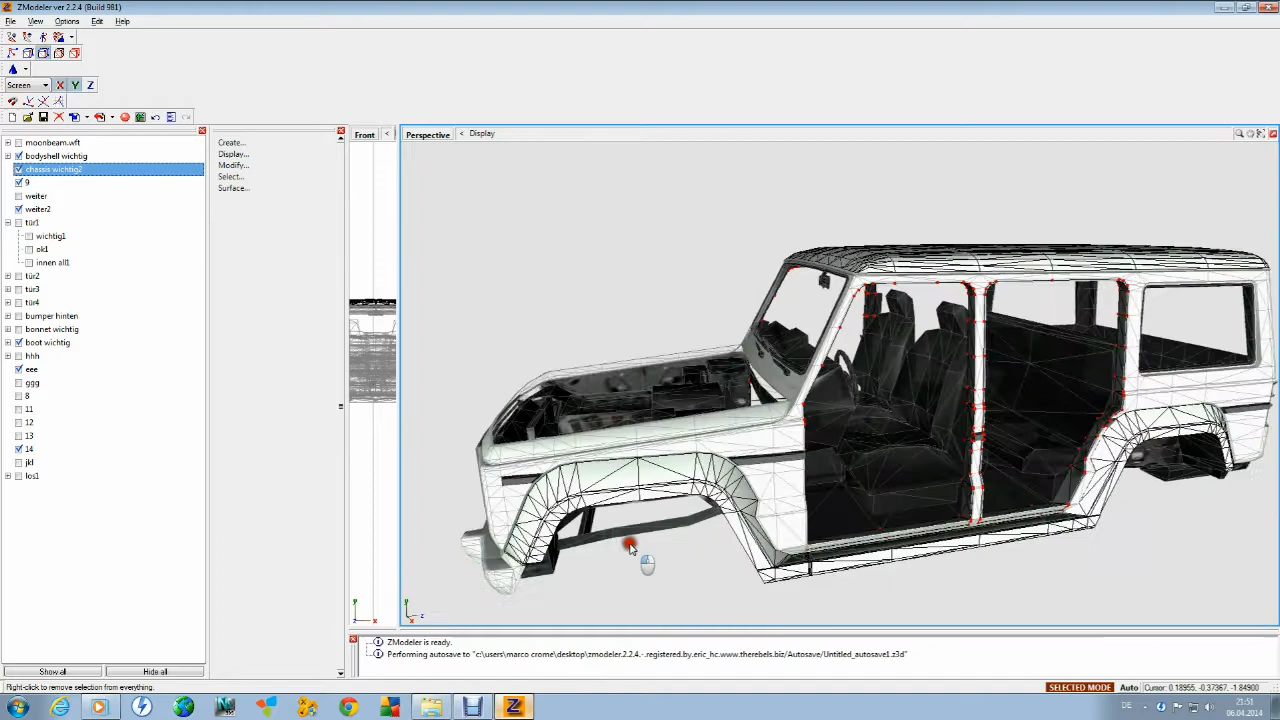 ZModeler ver 2.2.4 (Build 981)
File View Options Edit Help
Screen X Y Z
moonbeam.wft
bodyshell wichtig
chassis wichtig2
9
weiter
weiter2
tür1
wichtig1
ok1
innen all1
tür2
tür3
tür4
bumper hinten
bonnet wichtig
boot wichtig
hhh
eee
ggg
8
11
12
13
14
jkl
los1
Show all Hide all
Create...
Display...
Modify...
Select...
Surface...
Front <
Perspective < Display
y
z x
y
x z
ZModeler is ready.
Performing autosave to "c:\users\marco crome\desktop\zmodeler.2.2.4.-.registered.by.eric_hc.www.therebels.biz/Autosave/Untitled_autosave1.z3d"
Right-click to remove selection from everything.
SELECTED MODE Auto Cursor: 0.18955, -0.37367, -1.84900
DE
21:51
06.04.2014